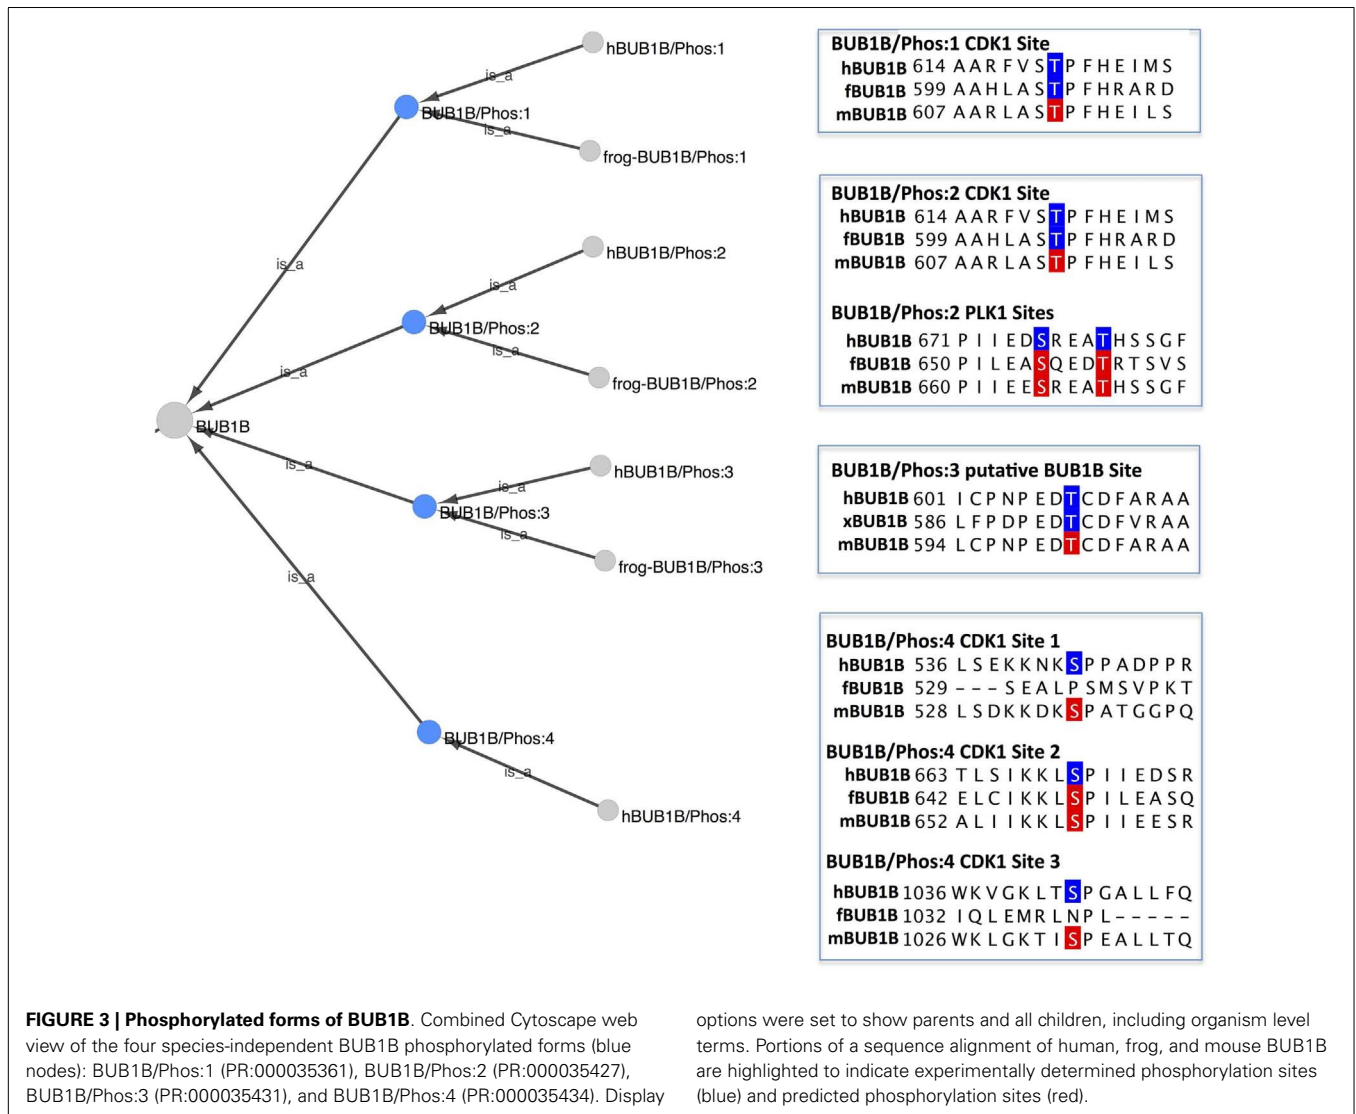 hBUB1B/Phos:1
is_a
BUB1B/Phos:1
is_a
frog-BUB1B/Phos:1
is_a
hBUB1B/Phos:2
is_a
BUB1B/Phos:2
is_a
is_a
frog-BUB1B/Phos:2
BUB1B
is_a
hBUB1B/Phos:3
is_a
BUB1B/Phos:3
is_a
frog-BUB1B/Phos:3
is_a
BUB1B/Phos:4
is_a
hBUB1B/Phos:4
BUB1B/Phos:1 CDK1 Site
hBUB1B 614 A A R F V S T P F H E I M S
fBUB1B 599 A A H L A S T P F H R A R D
mBUB1B 607 A A R L A S T P F H E I L S
BUB1B/Phos:2 CDK1 Site
hBUB1B 614 A A R F V S T P F H E I M S
fBUB1B 599 A A H L A S T P F H R A R D
mBUB1B 607 A A R L A S T P F H E I L S
BUB1B/Phos:2 PLK1 Sites
hBUB1B 671 P I I E D S R E A T H S S G F
fBUB1B 650 P I L E A S Q E D T R T S V S
mBUB1B 660 P I I E E S R E A T H S S G F
BUB1B/Phos:3 putative BUB1B Site
hBUB1B 601 I C P N P E D T C D F A R A A
xBUB1B 586 L F P D P E D T C D F V R A A
mBUB1B 594 L C P N P E D T C D F A R A A
BUB1B/Phos:4 CDK1 Site 1
hBUB1B 536 L S E K K N K S P P A D P P R
fBUB1B 529 – – – S E A L P S M S V P K T
mBUB1B 528 L S D K K D K S P A T G G P Q
BUB1B/Phos:4 CDK1 Site 2
hBUB1B 663 T L S I K K L S P I I E D S R
fBUB1B 642 E L C I K K L S P I L E A S Q
mBUB1B 652 A L I I K K L S P I I E E S R
BUB1B/Phos:4 CDK1 Site 3
hBUB1B 1036 W K V G K L T S P G A L L F Q
fBUB1B 1032 I Q L E M R L N P L – – – – –
mBUB1B 1026 W K L G K T I S P E A L L T Q
FIGURE 3 | Phosphorylated forms of BUB1B. Combined Cytoscape web
view of the four species-independent BUB1B phosphorylated forms (blue
nodes): BUB1B/Phos:1 (PR:000035361), BUB1B/Phos:2 (PR:000035427),
BUB1B/Phos:3 (PR:000035431), and BUB1B/Phos:4 (PR:000035434). Display
options were set to show parents and all children, including organism level
terms. Portions of a sequence alignment of human, frog, and mouse BUB1B
are highlighted to indicate experimentally determined phosphorylation sites
(blue) and predicted phosphorylation sites (red).